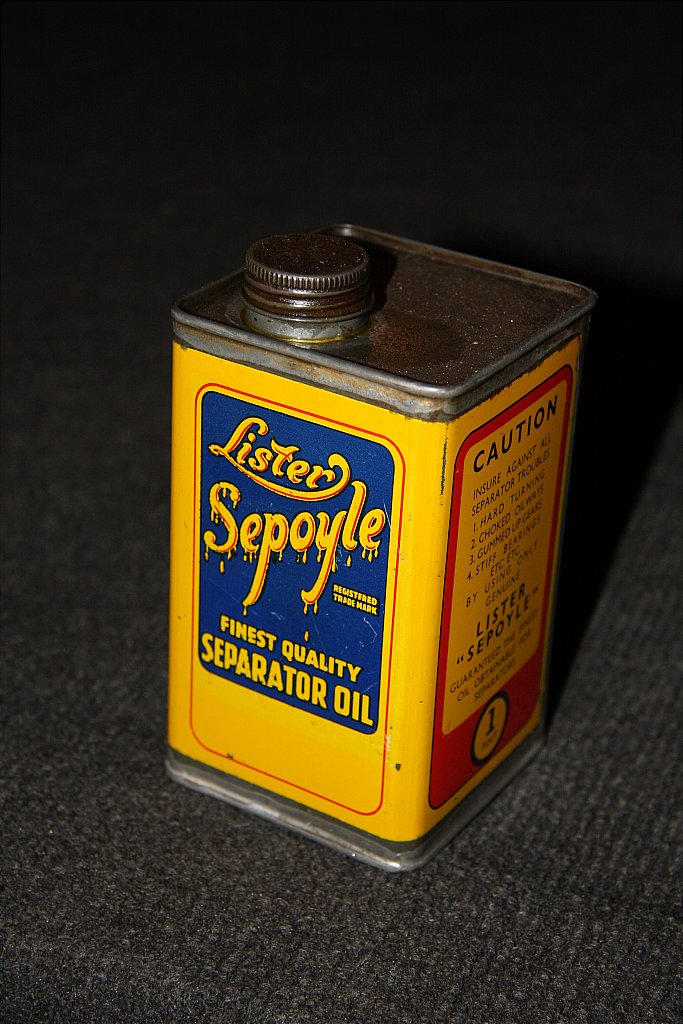 Lister
Sepoyle
REGISTERED
TRADE MARK
FINEST QUALITY
SEPARATOR OIL
CAUTION
INSURE AGAINST ALL
SEPARATOR TROUBLES
1. HARD TURNING
2. CHOKED OILWAYS
3. GUMMED UP GEARS
4. STIFF BEARINGS
ETC. ETC.
BY USING ONLY
GENUINE
LISTER
"SEPOYLE"
GUARANTEED THE FINEST
OIL OBTAINABLE FOR
SEPARATORS
1
PINT